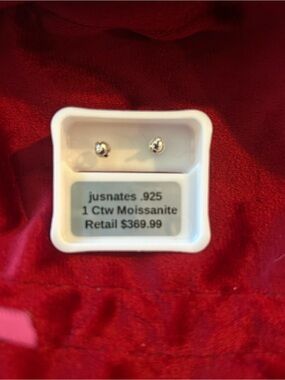 jusnates .925
1 Ctw Moissanite
Retail $369.99